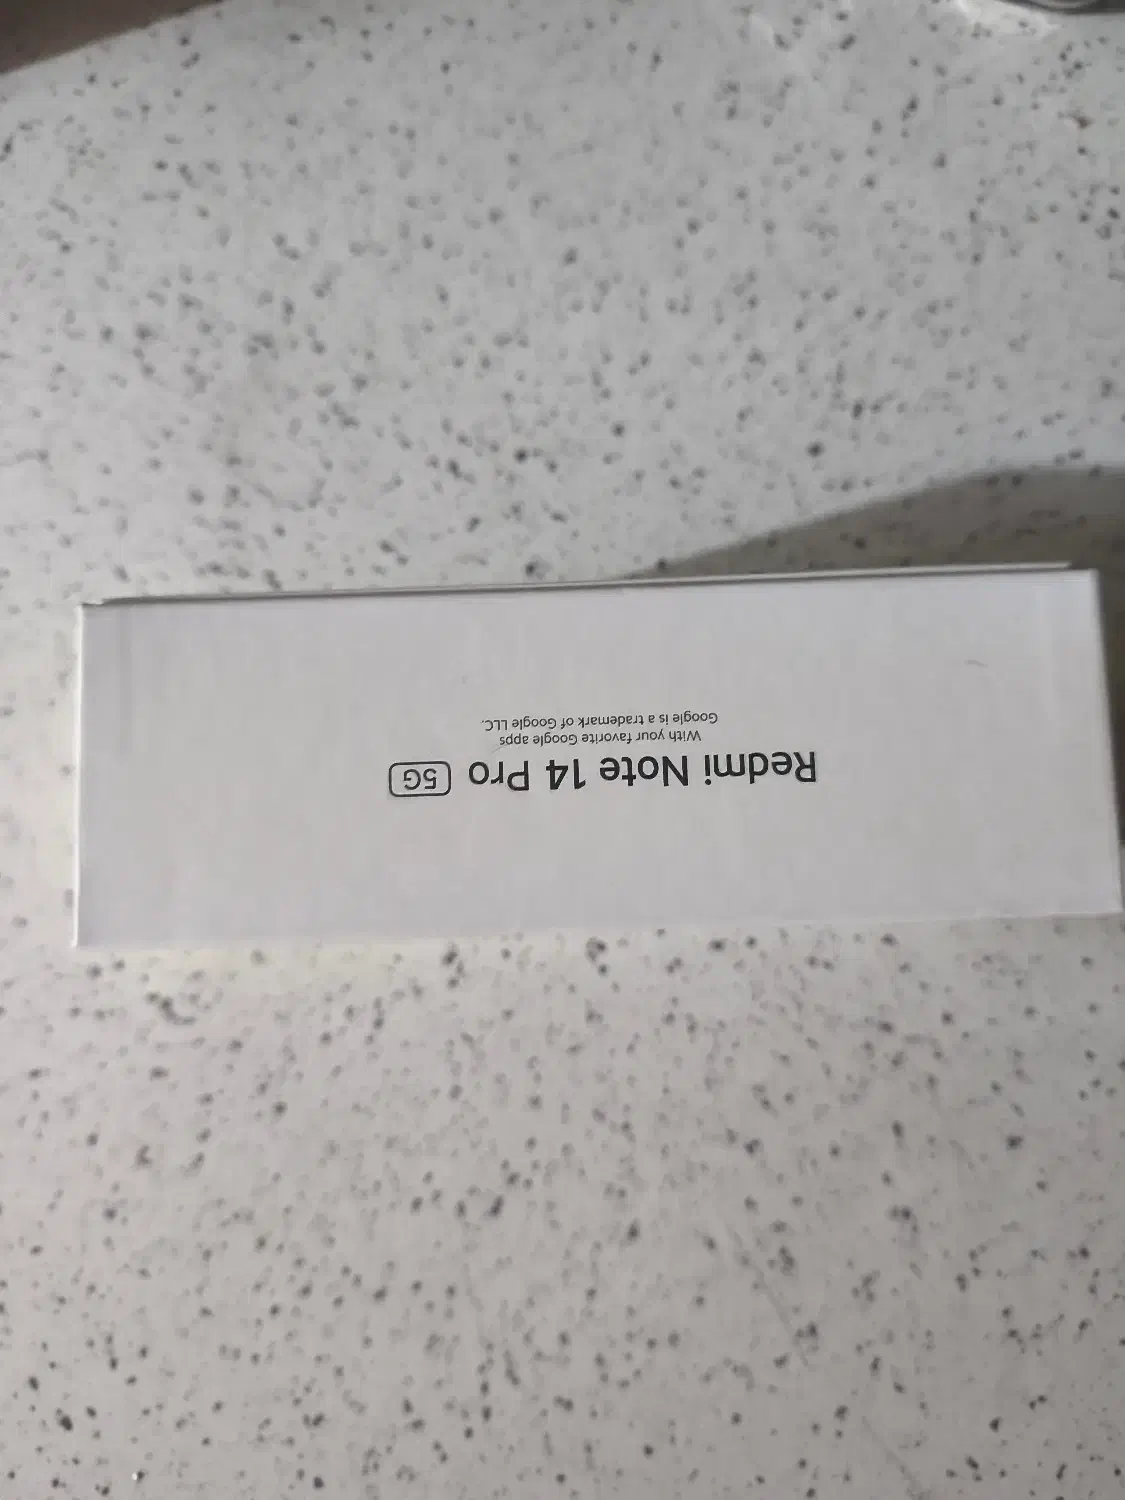 Redmi Note 14 Pro 5G
With your favorite Google apps
Google is a trademark of Google LLC.